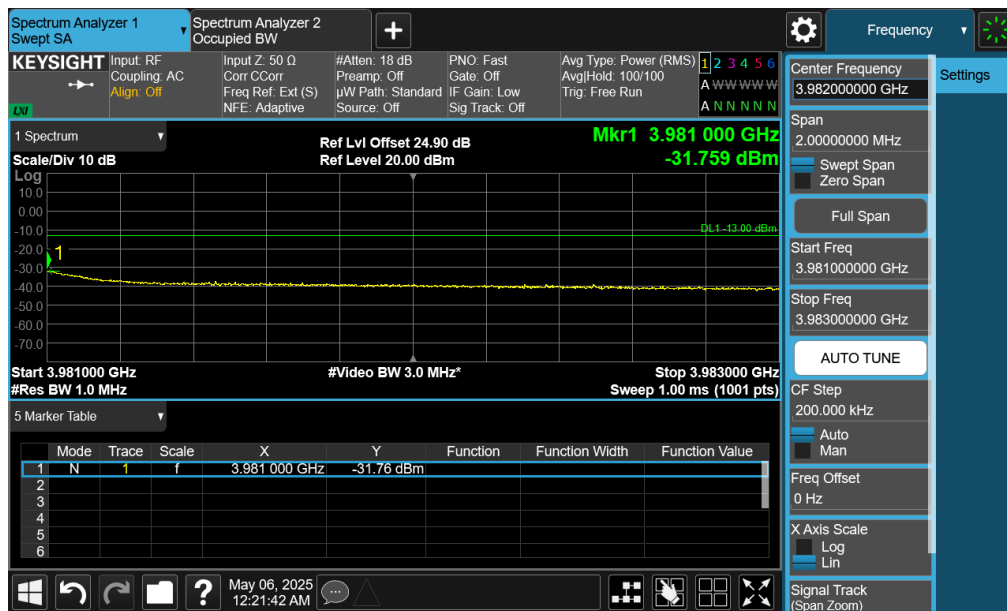 Spectrum Analyzer 1
Swept SA
Spectrum Analyzer 2
Occupied BW
Frequency
KEYSIGHT
Input: RF
Coupling: AC
Align: Off
Input Z: 50 Ω
Corr CCorr
Freq Ref: Ext (S)
NFE: Adaptive
#Atten: 18 dB
Preamp: Off
µW Path: Standard
Source: Off
PNO: Fast
Gate: Off
IF Gain: Low
Sig Track: Off
Avg Type: Power (RMS)
Avg|Hold: 100/100
Trig: Free Run
1 2 3 4 5 6
A W W W W W
A N N N N N
LXI
1 Spectrum
Scale/Div 10 dB
Ref Lvl Offset 24.90 dB
Ref Level 20.00 dBm
Mkr1 3.981 000 GHz
-31.759 dBm
Log
10.0
0.00
-10.0
-20.0
-30.0
-40.0
-50.0
-60.0
-70.0
1
DL1 -13.00 dBm
Start 3.981000 GHz
#Video BW 3.0 MHz*
Stop 3.983000 GHz
#Res BW 1.0 MHz
Sweep 1.00 ms (1001 pts)
5 Marker Table
Mode Trace Scale X Y Function Function Width Function Value
1 N 1 f 3.981 000 GHz -31.76 dBm
2
3
4
5
6
May 06, 2025
12:21:42 AM
Center Frequency
3.982000000 GHz
Settings
Span
2.00000000 MHz
Swept Span
Zero Span
Full Span
Start Freq
3.981000000 GHz
Stop Freq
3.983000000 GHz
AUTO TUNE
CF Step
200.000 kHz
Auto
Man
Freq Offset
0 Hz
X Axis Scale
Log
Lin
Signal Track
(Span Zoom)